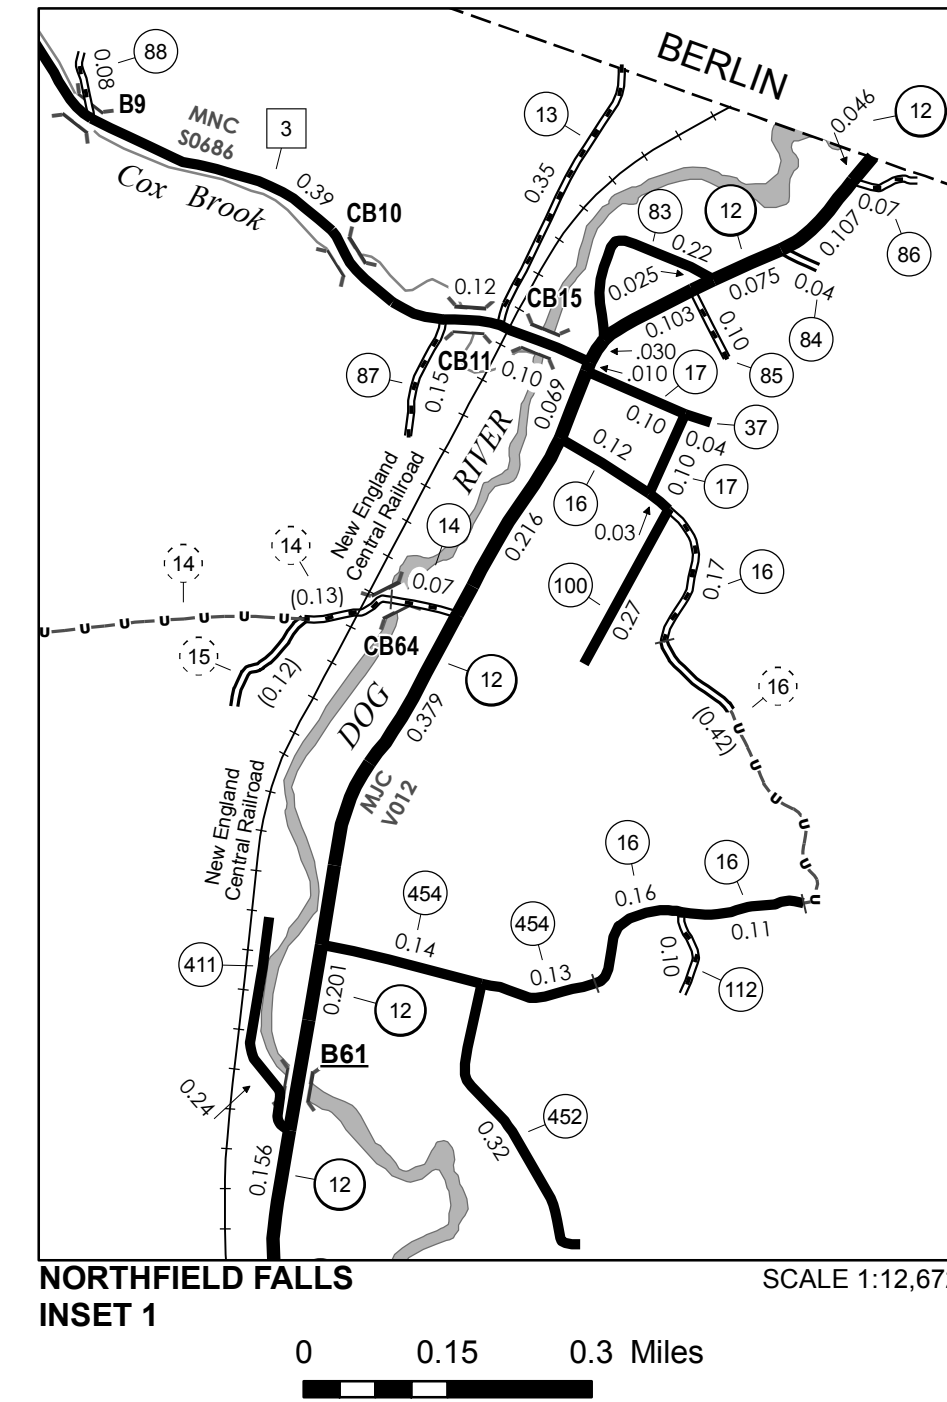 BERLIN
88
0.08
B9
MNC
S0686
3
13
0.046
12
Cox Brook
0.39
0.35
CB10
83
12
0.07
86
0.22
0.107
0.12
CB15
0.025
0.075
0.04
84
0.103
0.10
85
.030
.010
17
87
0.15
CB11
0.10
0.069
0.10
37
0.04
RIVER
0.12
0.10
17
16
New England
Central Railroad
14
0.216
0.03
14
14
(0.13)
0.07
100
0.17
16
0.27
15
(0.12)
CB64
12
16
DOG
0.379
(0.42)
MJC
V012
New England
Central Railroad
16
16
454
454
0.16
0.11
0.14
0.13
0.10
112
411
0.201
12
B61
0.24
452
0.32
0.156
12
NORTHFIELD FALLS
INSET 1
SCALE 1:12,672
0 0.15 0.3 Miles
U U U U U U U
U U U U U U